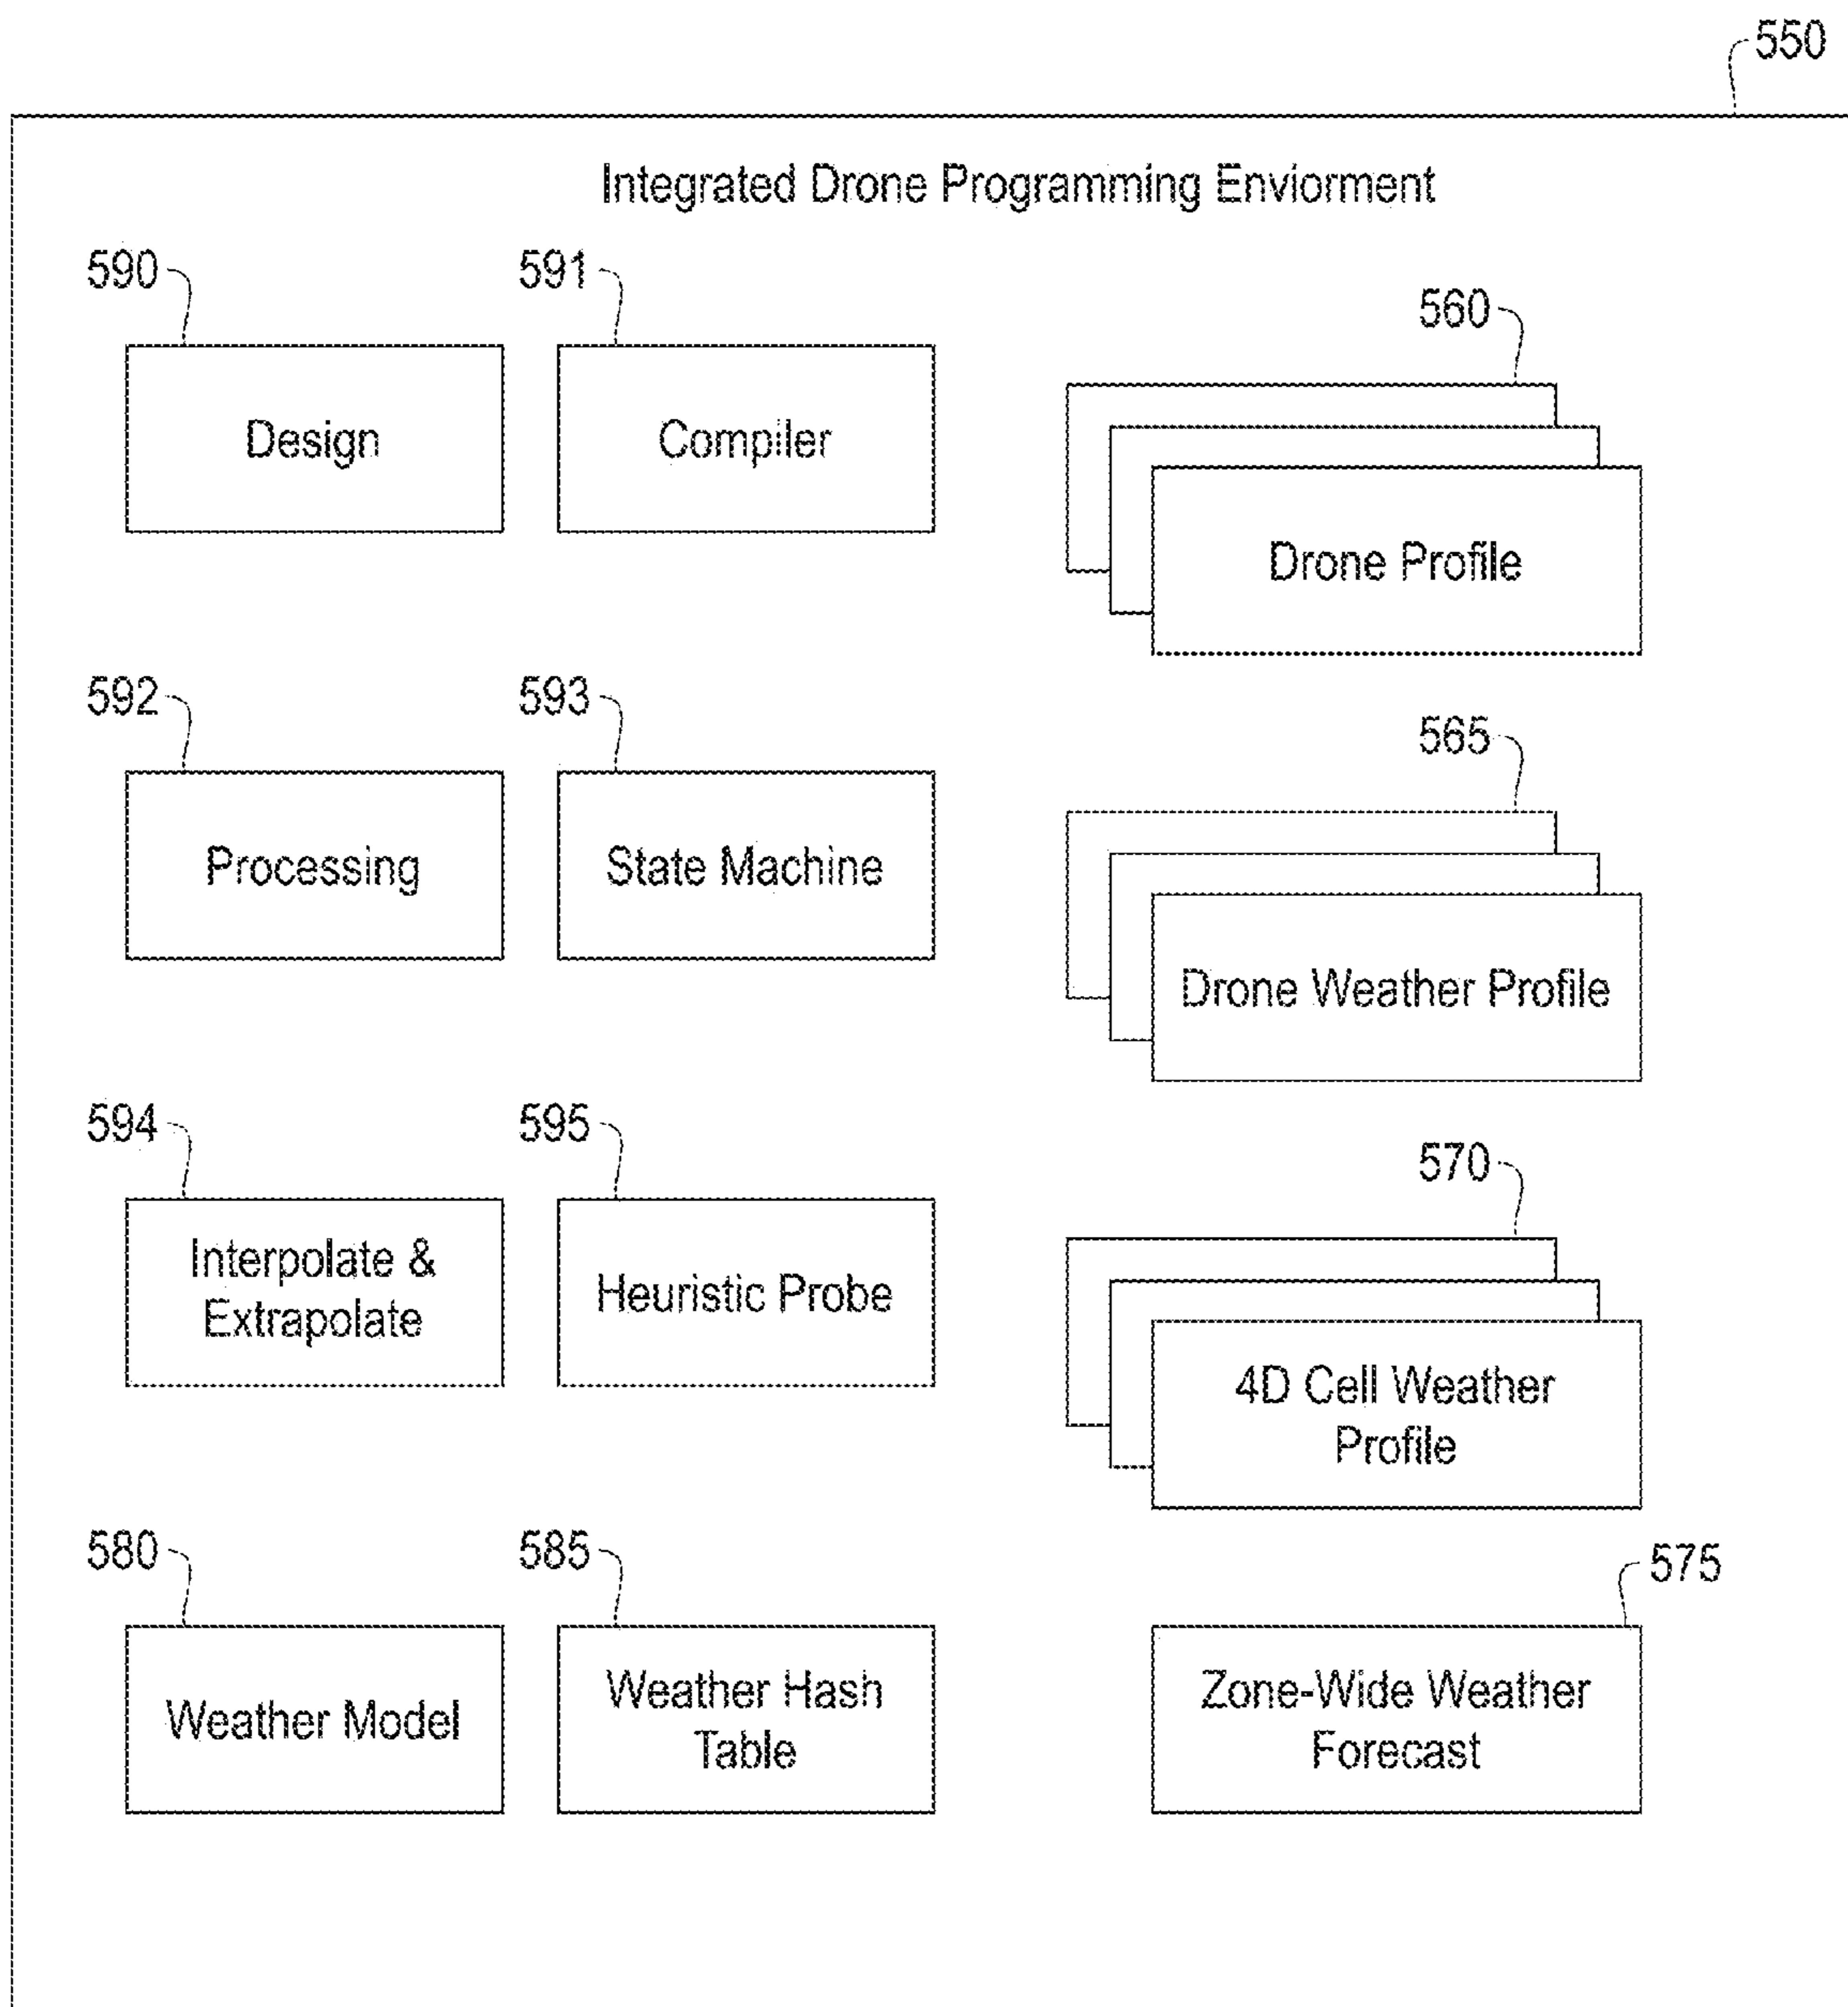 550
Integrated Drone Programming Enviorment
590
591
560
Design
Compiler
Drone Profile
592
593
565
Processing
State Machine
Drone Weather Profile
594
595
570
Interpolate &
Extrapolate
Heuristic Probe
4D Cell Weather
Profile
580
585
575
Weather Model
Weather Hash
Table
Zone-Wide Weather
Forecast